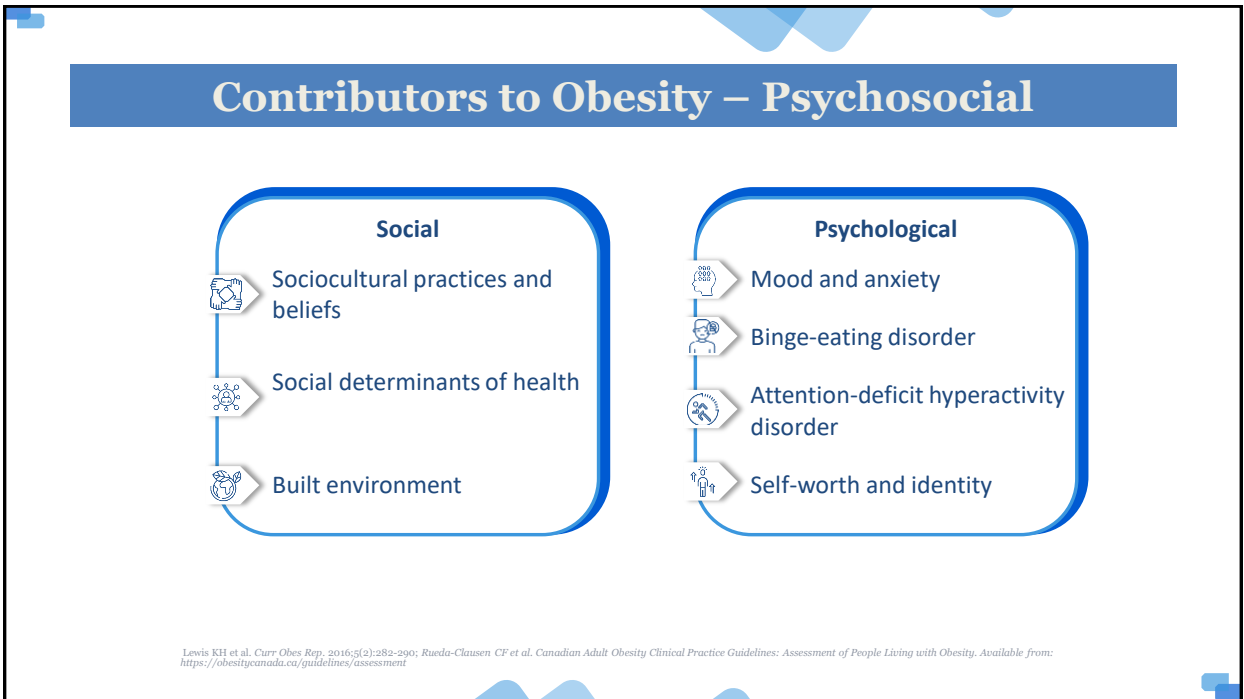 Contributors to Obesity – Psychosocial
Social
Sociocultural practices and
beliefs
Social determinants of health
Built environment
Psychological
Mood and anxiety
Binge-eating disorder
Attention-deficit hyperactivity
disorder
Self-worth and identity
Lewis KH et al. Curr Obes Rep. 2016;5(2):282-290; Rueda-Clausen CF et al. Canadian Adult Obesity Clinical Practice Guidelines: Assessment of People Living with Obesity. Available from:
https://obesitycanada.ca/guidelines/assessment